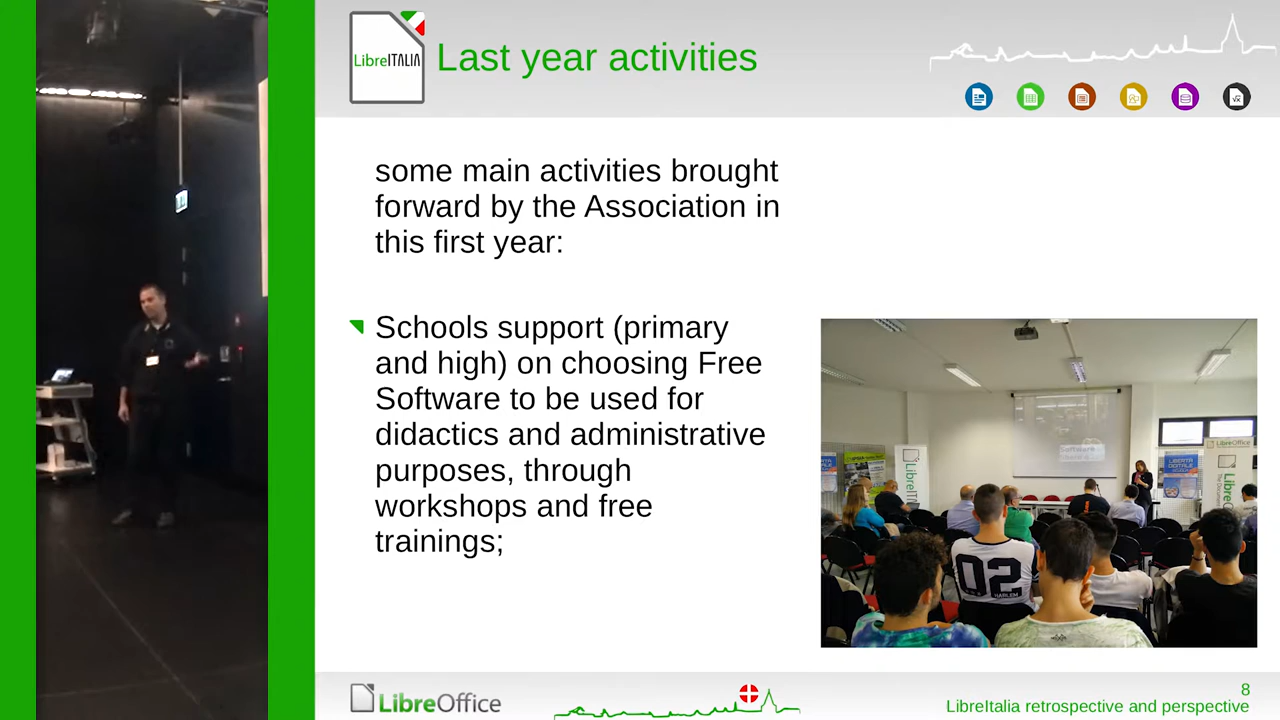 LibreITALIA
Last year activities
some main activities brought
forward by the Association in
this first year:
Schools support (primary
and high) on choosing Free
Software to be used for
didactics and administrative
purposes, through
workshops and free
trainings;
Software
LibreOffice
02
HARLEM
LibreOffice
8
LibreItalia retrospective and perspective